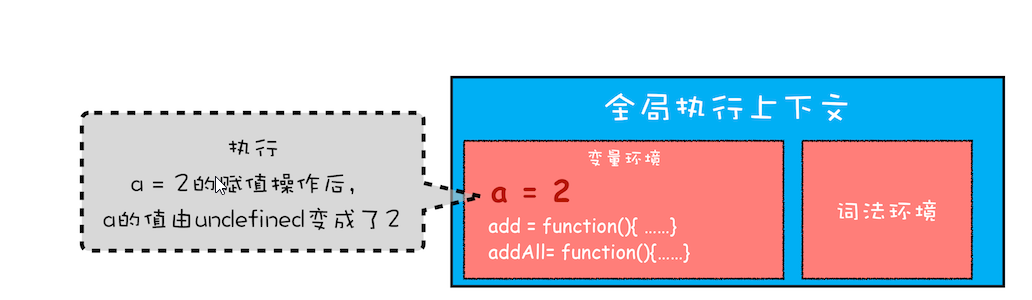 全局执行上下文
执行
a = 2的赋值操作后，
a的值由undefined变成了2
变量环境
a = 2
add = function(){ ……}
addAll= function(){……}
词法环境